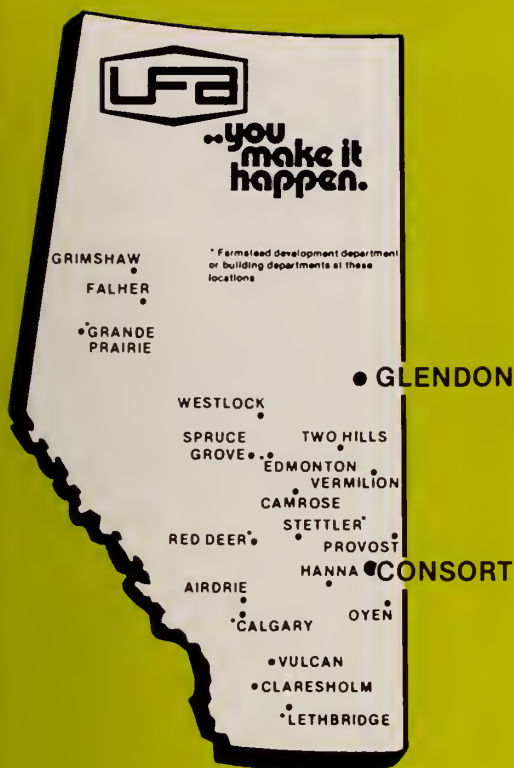 UFA
..you
make it
happen.
* Farmstead development department
or building departments at these
locations
GRIMSHAW
FALHER
*GRANDE
PRAIRIE
GLENDON
WESTLOCK
SPRUCE
GROVE
TWO HILLS
EDMONTON
VERMILION
CAMROSE
STETTLER*
RED DEER*
PROVOST
HANNA
CONSORT
AIRDRIE
OYEN
*CALGARY
VULCAN
CLARESHOLM
*LETHBRIDGE